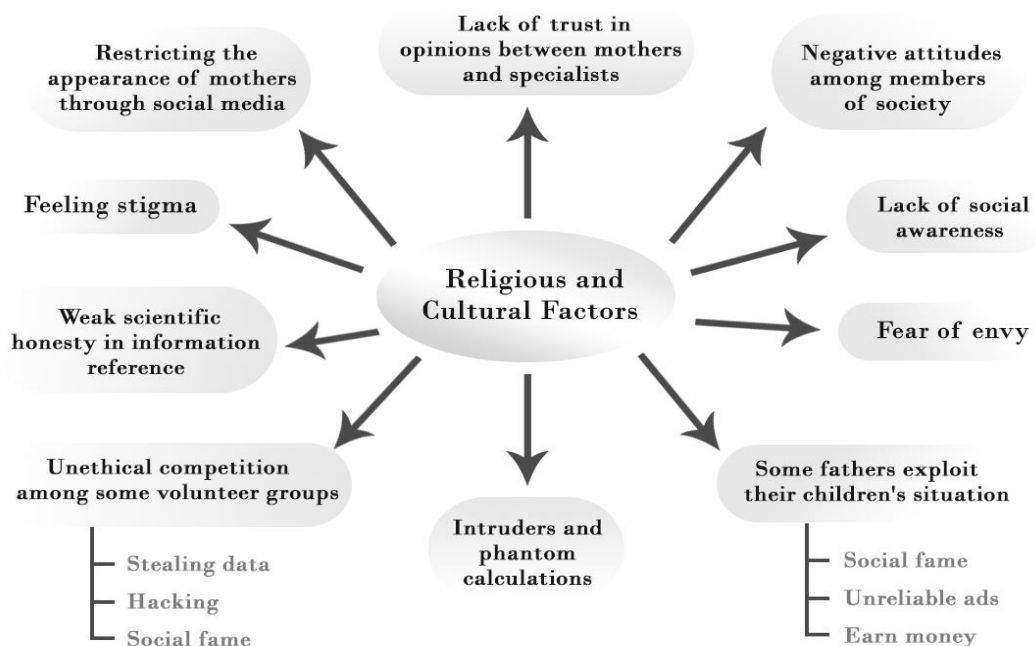 Restricting the
appearance of mothers
through social media
Lack of trust in
opinions between mothers
and specialists
Negative attitudes
among members
of society
Feeling stigma
Lack of social
awareness
Religious and
Cultural Factors
Weak scientific
honesty in information
reference
Fear of envy
Unethical competition
among some volunteer groups
Stealing data
Hacking
Social fame
Intruders and
phantom
calculations
Some fathers exploit
their children's situation
Social fame
Unreliable ads
Earn money